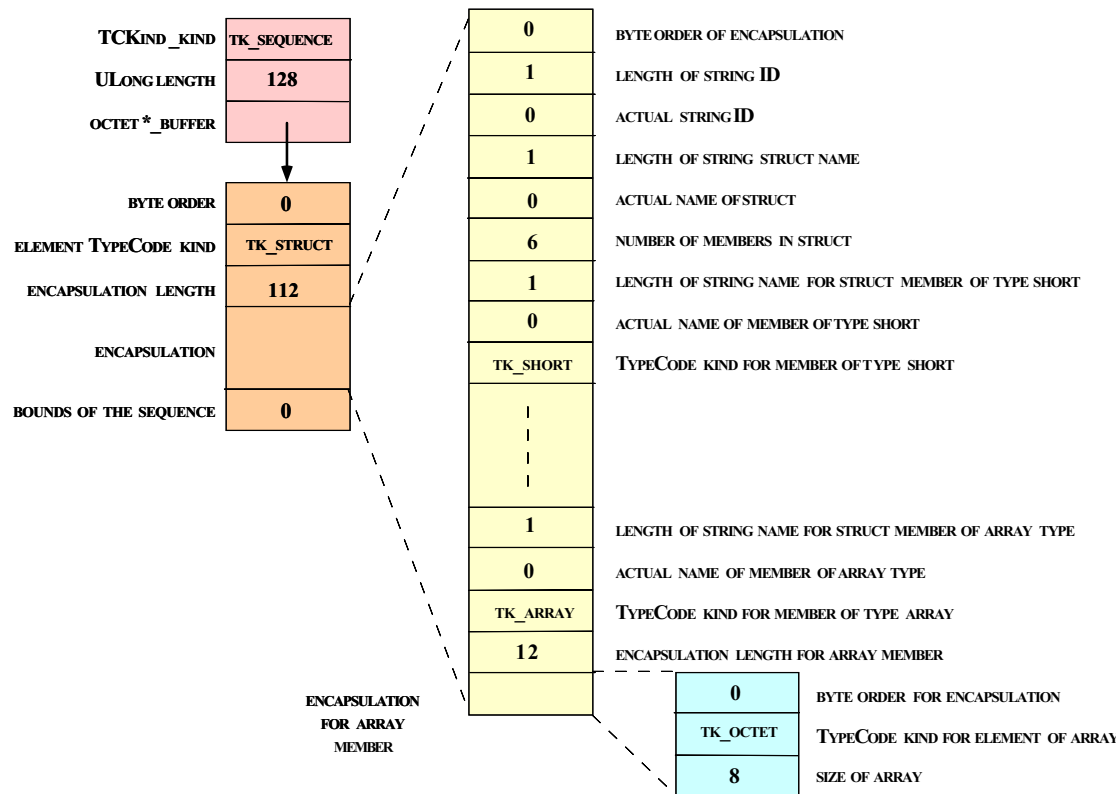 TCKIND_KIND TK_SEQUENCE
ULONG LENGTH 128
OCTET *_BUFFER
BYTE ORDER 0
ELEMENT TYPECODE KIND TK_STRUCT
ENCAPSULATION LENGTH 112
ENCAPSULATION
BOUNDS OF THE SEQUENCE 0
0 BYTE ORDER OF ENCAPSULATION
1 LENGTH OF STRING ID
0 ACTUAL STRING ID
1 LENGTH OF STRING STRUCT NAME
0 ACTUAL NAME OF STRUCT
6 NUMBER OF MEMBERS IN STRUCT
1 LENGTH OF STRING NAME FOR STRUCT MEMBER OF TYPE SHORT
0 ACTUAL NAME OF MEMBER OF TYPE SHORT
TK_SHORT TYPECODE KIND FOR MEMBER OF TYPE SHORT
1 LENGTH OF STRING NAME FOR STRUCT MEMBER OF ARRAY TYPE
0 ACTUAL NAME OF MEMBER OF ARRAY TYPE
TK_ARRAY TYPECODE KIND FOR MEMBER OF TYPE ARRAY
12 ENCAPSULATION LENGTH FOR ARRAY MEMBER
ENCAPSULATION
FOR ARRAY
MEMBER
0 BYTE ORDER FOR ENCAPSULATION
TK_OCTET TYPECODE KIND FOR ELEMENT OF ARRAY
8 SIZE OF ARRAY